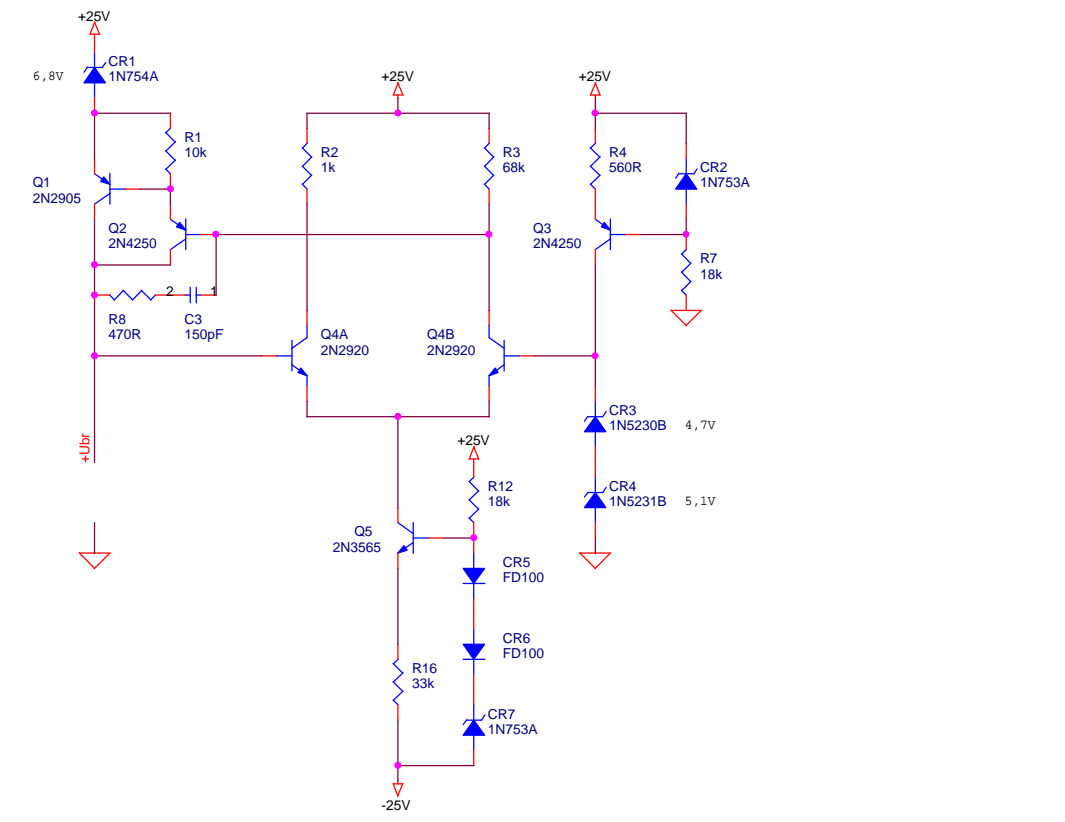 +25V
CR1
1N754A
6,8V
+25V
+25V
R1
10k
R2
1k
R3
68k
R4
560R
CR2
1N753A
Q1
2N2905
Q2
2N4250
Q3
2N4250
R7
18k
2
1
R8
470R
C3
150pF
Q4A
2N2920
Q4B
2N2920
CR3
1N5230B
4,7V
+Ubr
+25V
R12
18k
CR4
1N5231B
5,1V
Q5
2N3565
CR5
FD100
CR6
FD100
R16
33k
CR7
1N753A
-25V